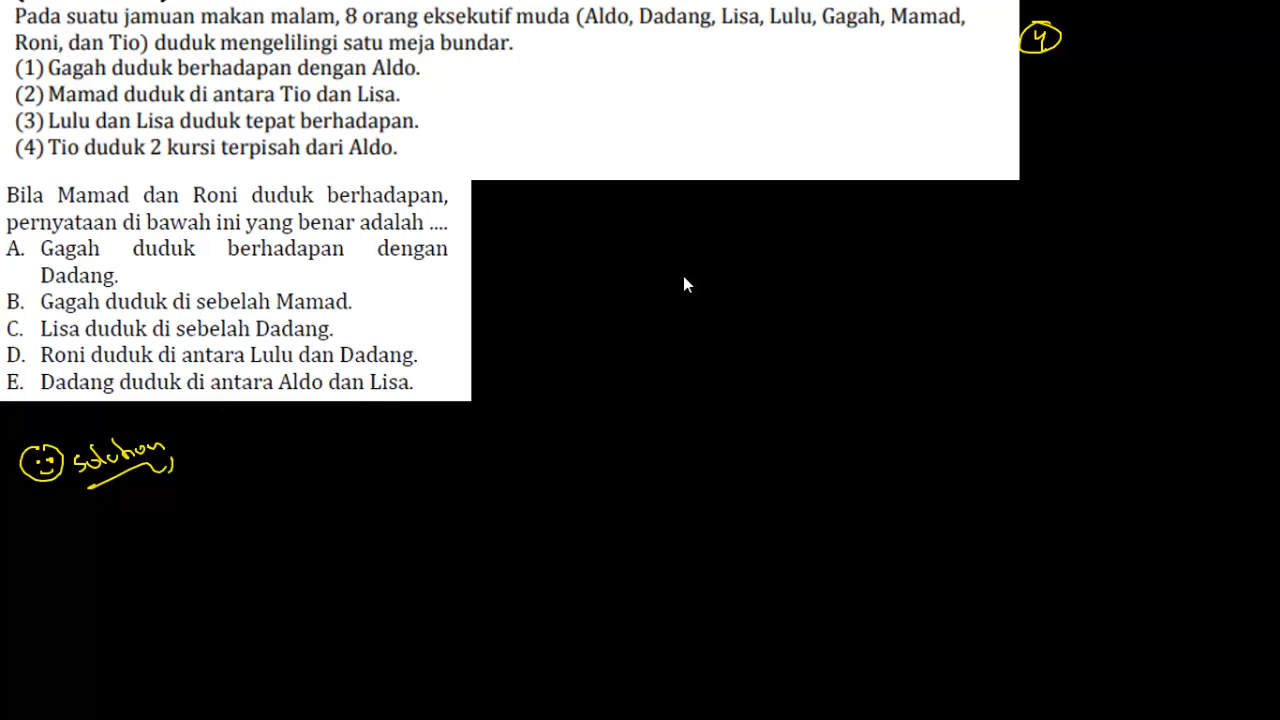 Pada suatu jamuan makan malam, 8 orang eksekutif muda (Aldo, Dadang, Lisa, Lulu, Gagah, Mamad,
Roni, dan Tio) duduk mengelilingi satu meja bundar.
4
(1) Gagah duduk berhadapan dengan Aldo.
(2) Mamad duduk di antara Tio dan Lisa.
(3) Lulu dan Lisa duduk tepat berhadapan.
(4) Tio duduk 2 kursi terpisah dari Aldo.
Bila Mamad dan Roni duduk berhadapan,
pernyataan di bawah ini yang benar adalah ....
A. Gagah duduk berhadapan dengan
Dadang.
B. Gagah duduk di sebelah Mamad.
C. Lisa duduk di sebelah Dadang.
D. Roni duduk di antara Lulu dan Dadang.
E. Dadang duduk di antara Aldo dan Lisa.
solution